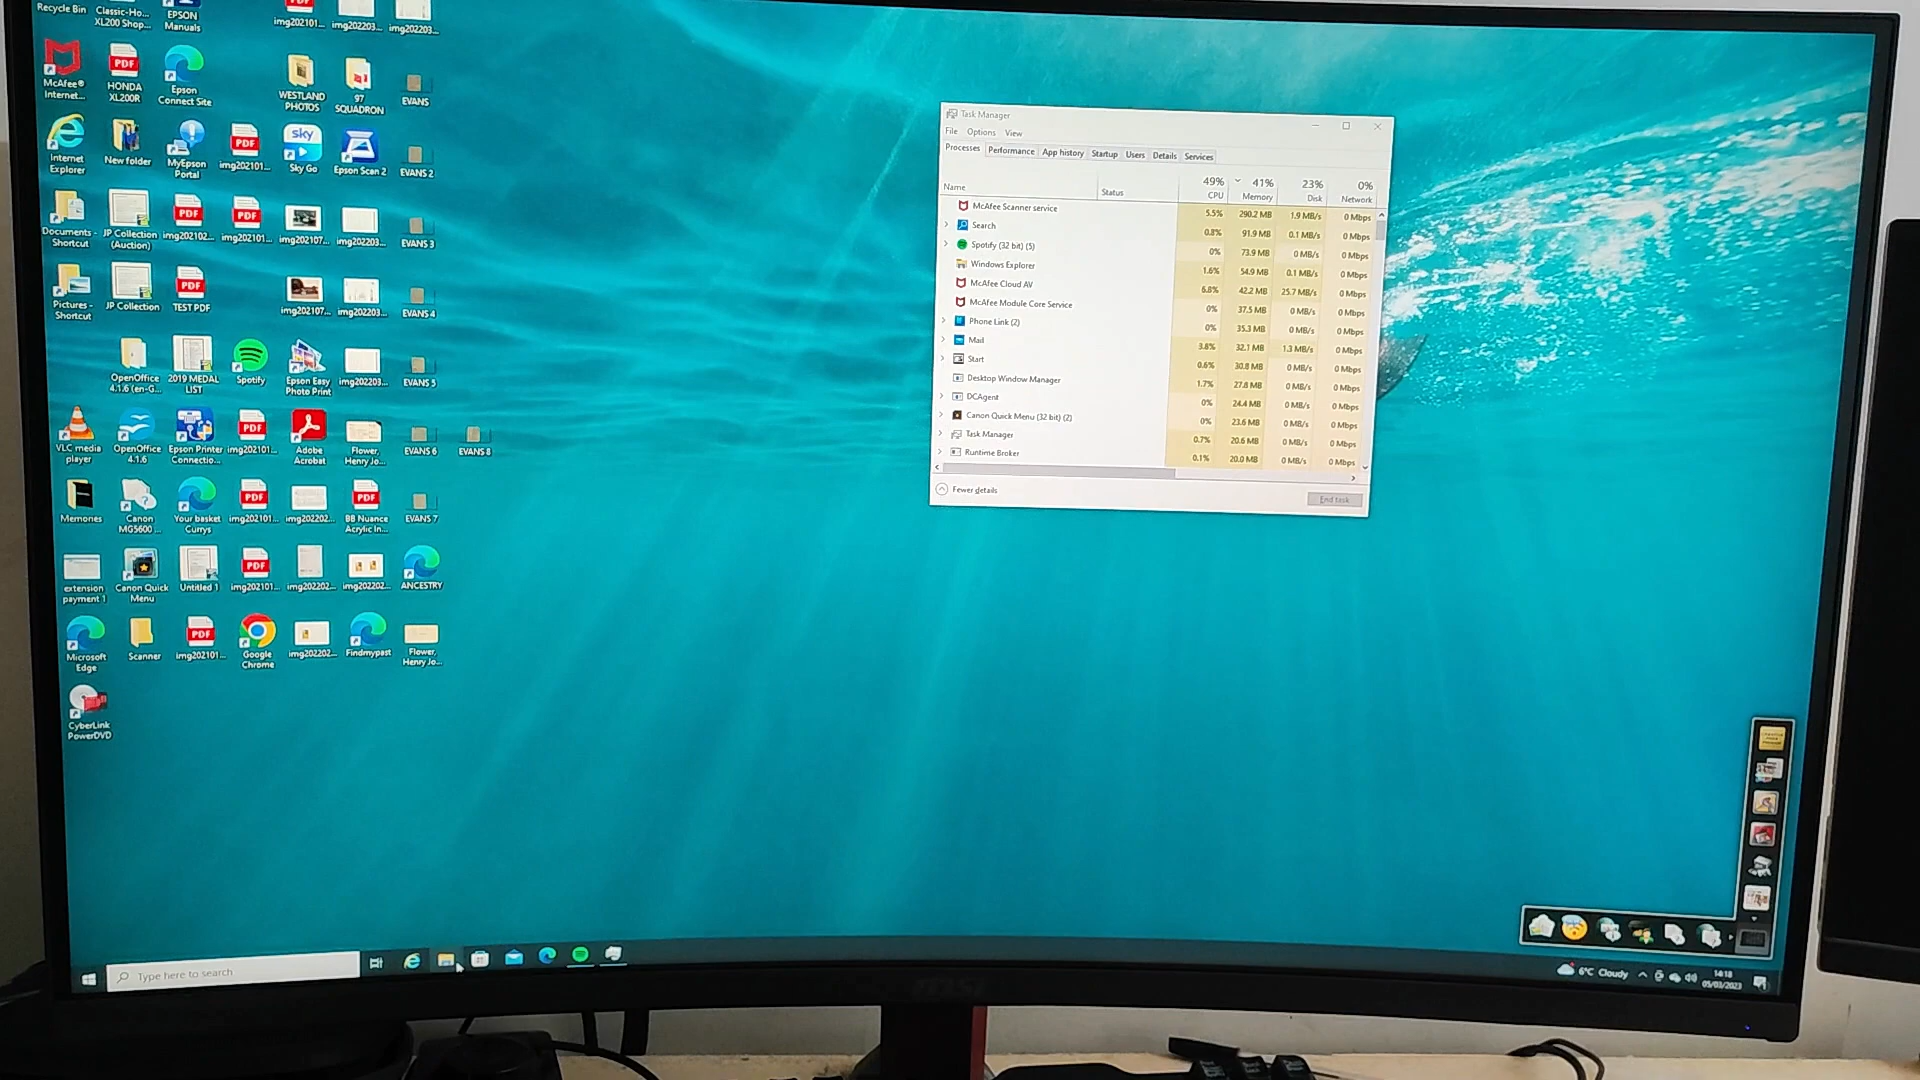 Recycle Bin
Classic-Ho...
XL200 Shop...
EPSON
Manuals
img202101...
img202203...
img202203...
McAfee®
Internet...
HONDA
XL200R
Epson
Connect Site
WESTLAND
PHOTOS
97
SQUADRON
EVANS
Internet
Explorer
New folder
MyEpson
Portal
img202101...
sky
Sky Go
Epson Scan 2
EVANS 2
Documents -
Shortcut
JP Collection
(Auction)
img202102...
img202101...
img202107...
img202203...
EVANS 3
Pictures -
Shortcut
JP Collection
TEST PDF
img202107...
img202203...
EVANS 4
OpenOffice
4.1.6 (en-G...
2019 MEDAL
LIST
Spotify
Epson Easy
Photo Print
img202203...
EVANS 5
VLC media
player
OpenOffice
4.1.6
Epson Printer
Connectio...
img202101...
Adobe
Acrobat
Flower,
Henry Jo...
EVANS 6
EVANS 8
Memories
Canon
MG5600 ...
Your basket
Currys
img202101...
img202202...
BB Nuance
Acrylic In...
EVANS 7
extension
payment 1
Canon Quick
Menu
Untitled 1
img202101...
img202202...
img202202...
ANCESTRY
Microsoft
Edge
Scanner
img202101...
Google
Chrome
img202202...
Findmypast
Flower,
Henry Jo...
CyberLink
PowerDVD
Task Manager
File Options View
Processes Performance App history Startup Users Details Services
49% 41% 23% 0%
Name Status CPU Memory Disk Network
McAfee Scanner service 5.5% 290.2 MB 1.9 MB/s 0 Mbps
Search 0.8% 91.9 MB 0.1 MB/s 0 Mbps
Spotify (32 bit) (5) 0% 73.9 MB 0 MB/s 0 Mbps
Windows Explorer 1.6% 54.9 MB 0.1 MB/s 0 Mbps
McAfee Cloud AV 6.8% 42.2 MB 25.7 MB/s 0 Mbps
McAfee Module Core Service 0% 37.5 MB 0 MB/s 0 Mbps
Phone Link (2) 0% 35.3 MB 0 MB/s 0 Mbps
Mail 3.8% 32.1 MB 1.3 MB/s 0 Mbps
Start 0.6% 30.8 MB 0 MB/s 0 Mbps
Desktop Window Manager 1.7% 27.8 MB 0 MB/s 0 Mbps
DCAgent 0% 24.4 MB 0 MB/s 0 Mbps
Canon Quick Menu (32 bit) (2) 0% 23.6 MB 0 MB/s 0 Mbps
Task Manager 0.7% 20.6 MB 0 MB/s 0 Mbps
Runtime Broker 0.1% 20.0 MB 0 MB/s 0 Mbps
Fewer details
End task
Type here to search
6°C Cloudy
14:18
05/03/2023